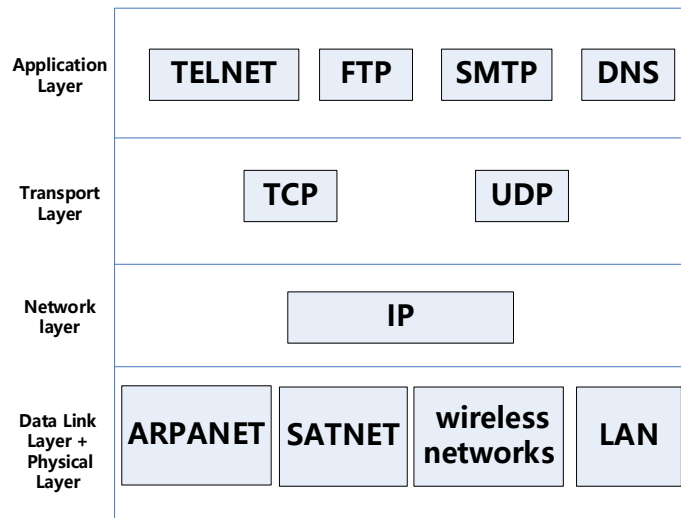 Application
Layer
TELNET
FTP
SMTP
DNS
Transport
Layer
TCP
UDP
Network
layer
IP
Data Link
Layer +
Physical
Layer
ARPANET
SATNET
wireless
networks
LAN